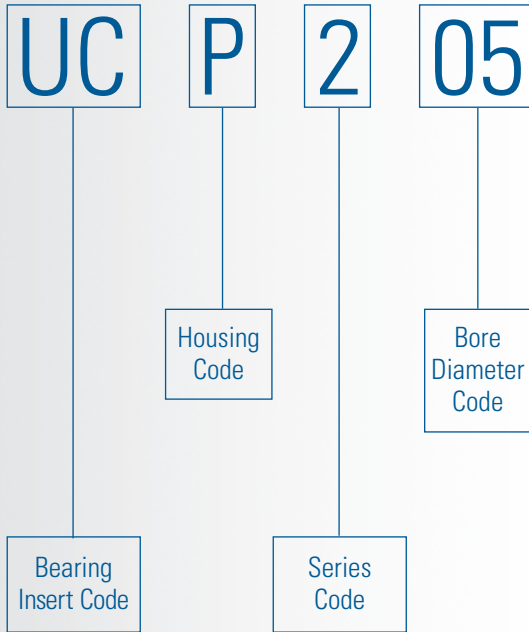 UC P 2 05
Housing
Code
Bore
Diameter
Code
Bearing
Insert Code
Series
Code